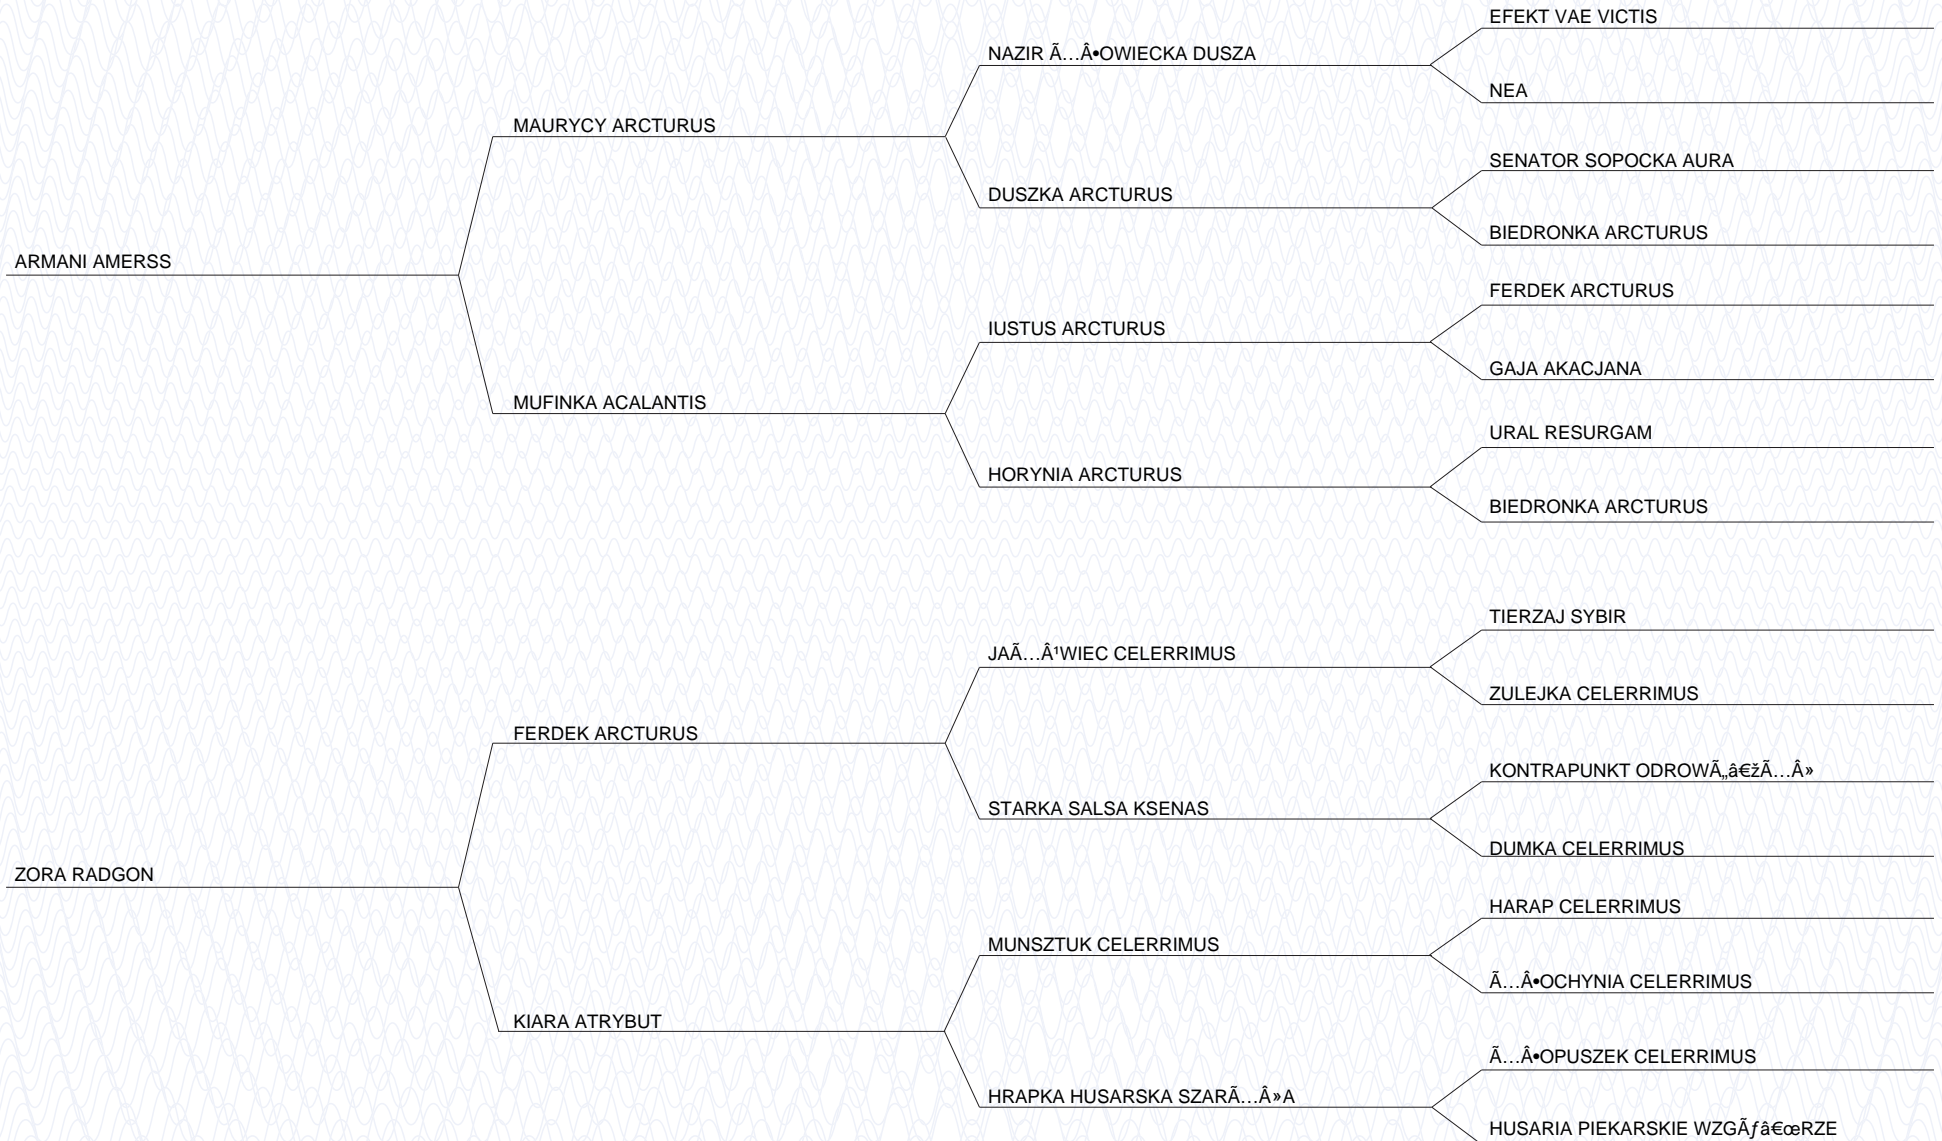 EFEKT VAE VICTIS
NAZIR Ã…Â•OWIECKA DUSZA
NEA
MAURYCY ARCTURUS
SENATOR SOPOCKA AURA
DUSZKA ARCTURUS
BIEDRONKA ARCTURUS
ARMANI AMERSS
FERDEK ARCTURUS
IUSTUS ARCTURUS
GAJA AKACJANA
MUFINKA ACALANTIS
URAL RESURGAM
HORYNIA ARCTURUS
BIEDRONKA ARCTURUS
TIERZAJ SYBIR
JAÃ…Â¹WIEC CELERRIMUS
ZULEJKA CELERRIMUS
FERDEK ARCTURUS
KONTRAPUNKT ODROWÃ„â€žÃ…Â»
STARKA SALSA KSENAS
DUMKA CELERRIMUS
ZORA RADGON
HARAP CELERRIMUS
MUNSZTUK CELERRIMUS
Ã…Â•OCHYNIA CELERRIMUS
KIARA ATRYBUT
Ã…Â•OPUSZEK CELERRIMUS
HRAPKA HUSARSKA SZARÃ…Â»A
HUSARIA PIEKARSKIE WZGÃƒâ€œRZE